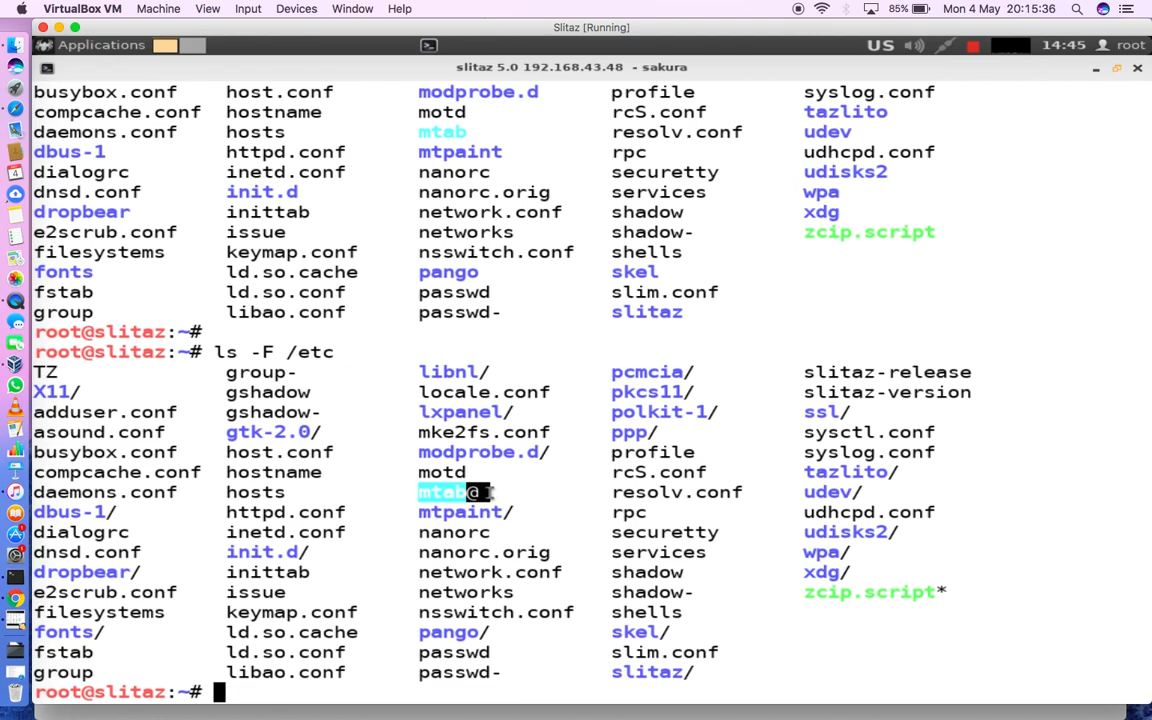 VirtualBox VM Machine View Input Devices Window Help 85% Mon 4 May 20:15:36
Slitaz [Running]
Applications US 14:45 root
slitaz 5.0 192.168.43.48 - sakura
busybox.conf host.conf modprobe.d profile syslog.conf
compcache.conf hostname motd rcS.conf tazlito
daemons.conf hosts mtab resolv.conf udev
dbus-1 httpd.conf mtpaint rpc udhcpd.conf
dialogrc inetd.conf nanorc securetty udisks2
dnsd.conf init.d nanorc.orig services wpa
dropbear inittab network.conf shadow xdg
e2scrub.conf issue networks shadow- zcip.script
filesystems keymap.conf nsswitch.conf shells
fonts ld.so.cache pango skel
fstab ld.so.conf passwd slim.conf
group libao.conf passwd- slitaz
root@slitaz:~#
root@slitaz:~# ls -F /etc
TZ group- libnl/ pcmcia/ slitaz-release
X11/ gshadow locale.conf pkcs11/ slitaz-version
adduser.conf gshadow- lxpanel/ polkit-1/ ssl/
asound.conf gtk-2.0/ mke2fs.conf ppp/ sysctl.conf
busybox.conf host.conf modprobe.d/ profile syslog.conf
compcache.conf hostname motd rcS.conf tazlito/
daemons.conf hosts mtab@ resolv.conf udev/
dbus-1/ httpd.conf mtpaint/ rpc udhcpd.conf
dialogrc inetd.conf nanorc securetty udisks2/
dnsd.conf init.d/ nanorc.orig services wpa/
dropbear/ inittab network.conf shadow xdg/
e2scrub.conf issue networks shadow- zcip.script*
filesystems keymap.conf nsswitch.conf shells
fonts/ ld.so.cache pango/ skel/
fstab ld.so.conf passwd slim.conf
group libao.conf passwd- slitaz/
root@slitaz:~#